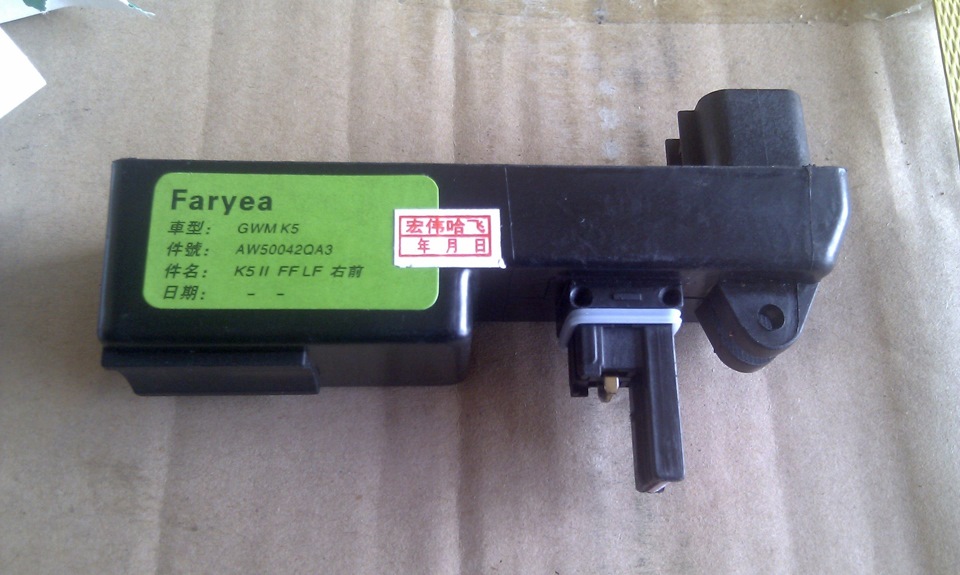 Faryea
車型： GWM K5
件號： AW50042QA3
件名： K5 II FF LF 右前
日期： - -
宏伟哈飞
年 月 日